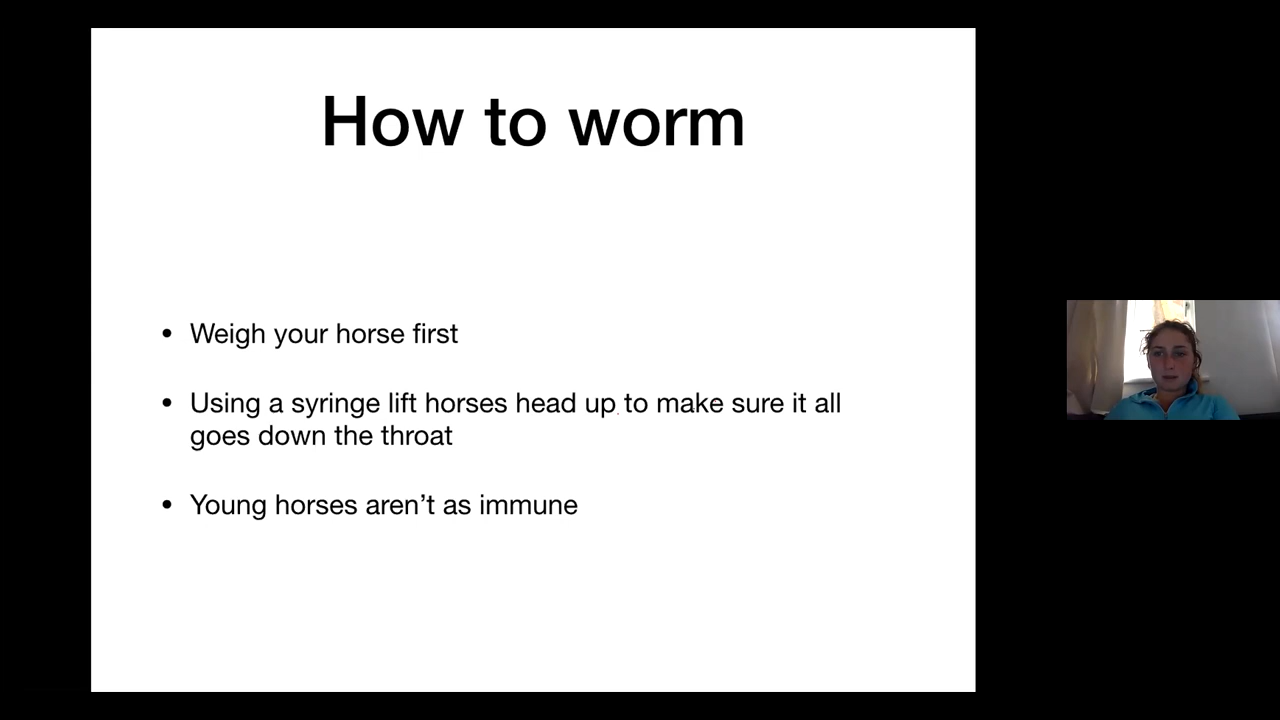 How to worm
• Weigh your horse first
• Using a syringe lift horses head up to make sure it all
goes down the throat
• Young horses aren’t as immune